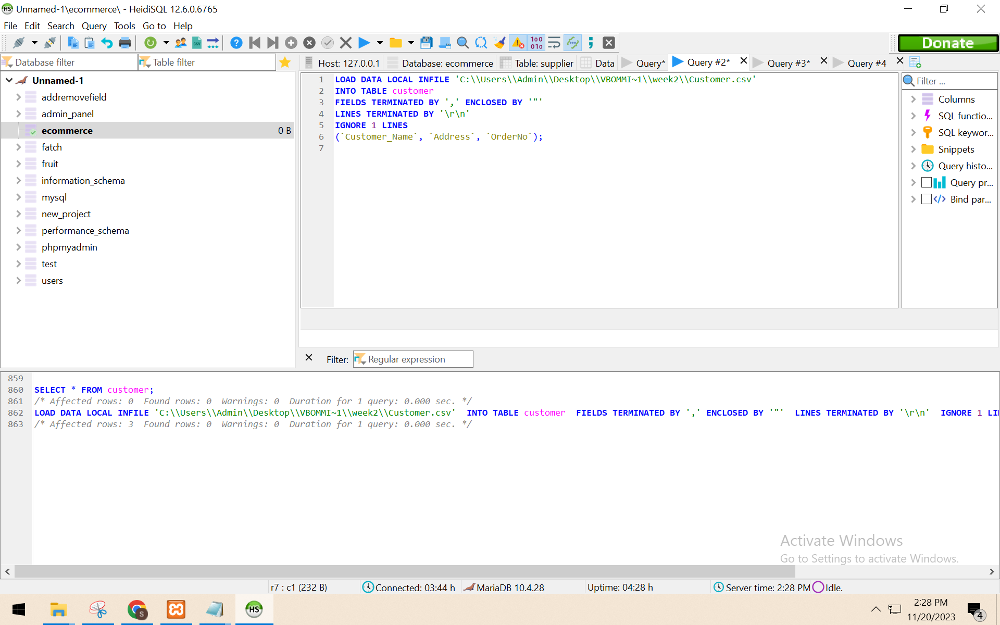 Unnamed-1\ecommerce\ - HeidiSQL 12.6.0.6765
File Edit Search Query Tools Go to Help
Donate
Database filter
Table filter
Host: 127.0.0.1
Database: ecommerce
Table: supplier
Data
Query*
Query #2*
Query #3*
Query #4
Unnamed-1
addremovefield
admin_panel
ecommerce 0 B
fatch
fruit
information_schema
mysql
new_project
performance_schema
phpmyadmin
test
users
1 LOAD DATA LOCAL INFILE 'C:\\Users\\Admin\\Desktop\\VBOMMI~1\\week2\\Customer.csv'
2 INTO TABLE customer
3 FIELDS TERMINATED BY ',' ENCLOSED BY '"'
4 LINES TERMINATED BY '\r\n'
5 IGNORE 1 LINES
6 (`Customer_Name`, `Address`, `OrderNo`);
7
Filter ...
Columns
SQL functio...
SQL keywor...
Snippets
Query histo...
Query pr...
Bind par...
Filter: Regular expression
859
860 SELECT * FROM customer;
861 /* Affected rows: 0 Found rows: 0 Warnings: 0 Duration for 1 query: 0.000 sec. */
862 LOAD DATA LOCAL INFILE 'C:\\Users\\Admin\\Desktop\\VBOMMI~1\\week2\\Customer.csv' INTO TABLE customer FIELDS TERMINATED BY ',' ENCLOSED BY '"' LINES TERMINATED BY '\r\n' IGNORE 1 LI
863 /* Affected rows: 3 Found rows: 0 Warnings: 0 Duration for 1 query: 0.000 sec. */
Activate Windows
Go to Settings to activate Windows.
r7 : c1 (232 B)
Connected: 03:44 h
MariaDB 10.4.28
Uptime: 04:28 h
Server time: 2:28 PM
Idle.
2:28 PM
11/20/2023
4